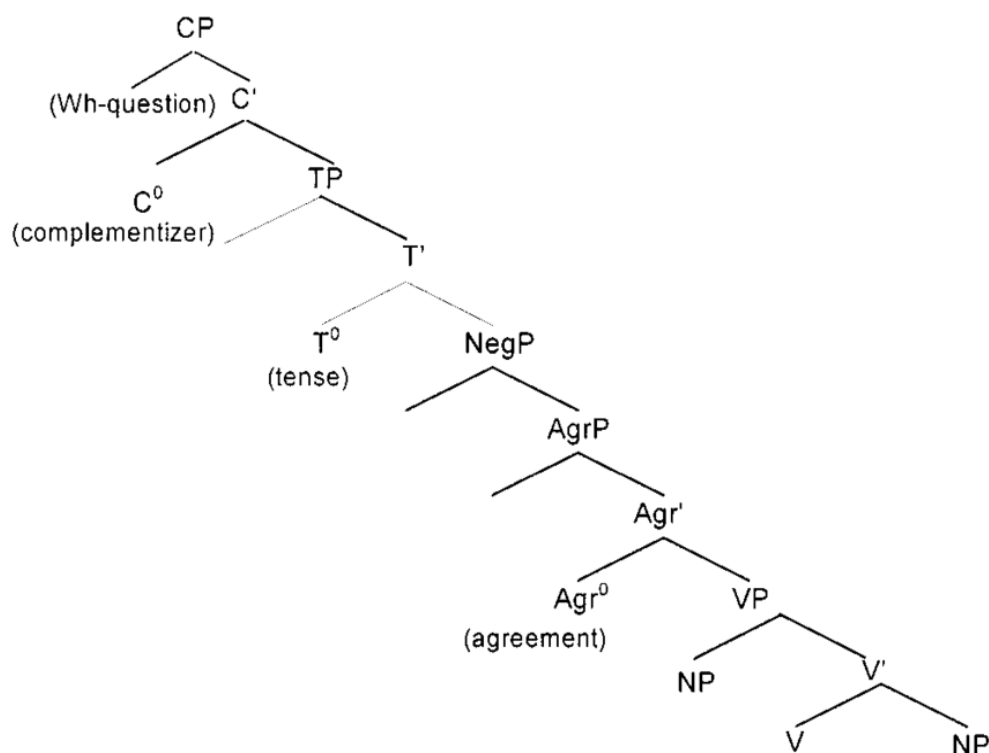 CP
(Wh-question) C'
C⁰ TP
(complementizer)
T'
T⁰ NegP
(tense)
AgrP
Agr'
Agr⁰ VP
(agreement)
NP V'
V NP